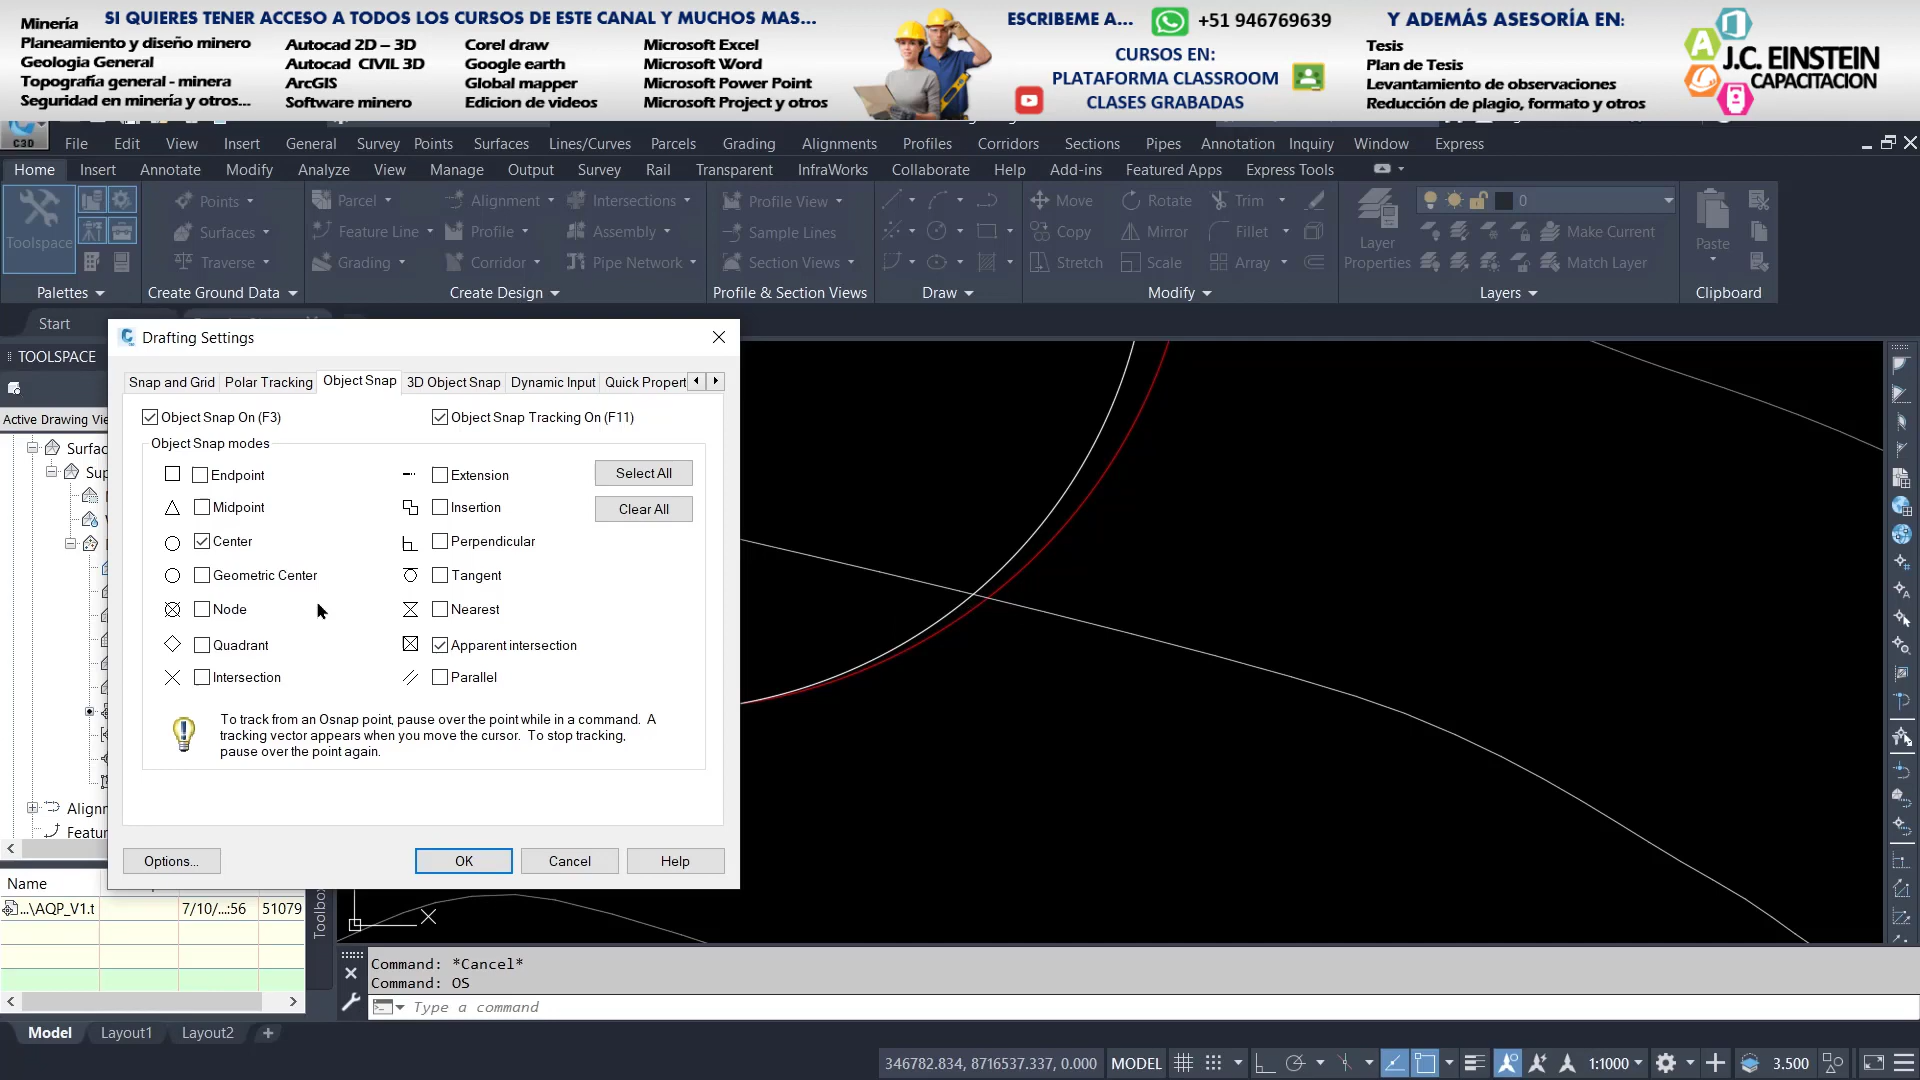 Minería
Planeamiento y diseño minero
Geologia General
Topografía general - minera
Seguridad en minería y otros...
SI QUIERES TENER ACCESO A TODOS LOS CURSOS DE ESTE CANAL Y MUCHOS MAS...
Autocad 2D – 3D
Autocad CIVIL 3D
ArcGIS
Software minero
Corel draw
Google earth
Global mapper
Edicion de videos
Microsoft Excel
Microsoft Word
Microsoft Power Point
Microsoft Project y otros
ESCRIBEME A... +51 946769639
CURSOS EN:
PLATAFORMA CLASSROOM
CLASES GRABADAS
Y ADEMÁS ASESORÍA EN:
Tesis
Plan de Tesis
Levantamiento de observaciones
Reducción de plagio, formato y otros
J.C. EINSTEIN
CAPACITACION
C3D
File Edit View Insert General Survey Points Surfaces Lines/Curves Parcels Grading Alignments Profiles Corridors Sections Pipes Annotation Inquiry Window Express
Home Insert Annotate Modify Analyze View Manage Output Survey Rail Transparent InfraWorks Collaborate Help Add-ins Featured Apps Express Tools
Toolspace
Points
Surfaces
Traverse
Parcel
Feature Line
Grading
Alignment
Profile
Corridor
Intersections
Assembly
Pipe Network
Profile View
Sample Lines
Section Views
Move
Copy
Stretch
Rotate
Mirror
Scale
Trim
Fillet
Array
Layer
Properties
0
Make Current
Match Layer
Paste
Palettes Create Ground Data Create Design Profile & Section Views Draw Modify Layers Clipboard
Start
TOOLSPACE
Active Drawing Vie
Surfac
Sup
Alignm
Featur
Drafting Settings
Snap and Grid Polar Tracking Object Snap 3D Object Snap Dynamic Input Quick Propert
Object Snap On (F3) Object Snap Tracking On (F11)
Object Snap modes
Endpoint Extension Select All
Midpoint Insertion Clear All
Center Perpendicular
Geometric Center Tangent
Node Nearest
Quadrant Apparent intersection
Intersection Parallel
To track from an Osnap point, pause over the point while in a command. A
tracking vector appears when you move the cursor. To stop tracking,
pause over the point again.
Options... OK Cancel Help
Name
...\AQP_V1.t 7/10/...:56 51079
Toolbox
Command: *Cancel*
Command: OS
Type a command
Model Layout1 Layout2
346782.834, 8716537.337, 0.000 MODEL 1:1000 3.500